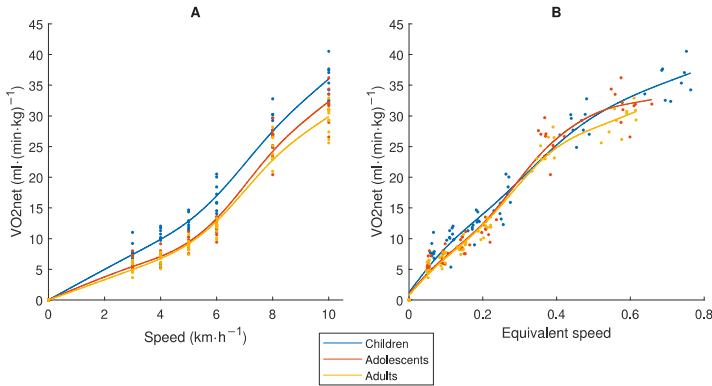 A
B
45
40
35
30
25
20
15
10
5
0
VO2net (ml·(min·kg)⁻¹)
0 2 4 6 8 10
Speed (km·h⁻¹)
45
40
35
30
25
20
15
10
5
0
VO2net (ml·(min·kg)⁻¹)
0 0.2 0.4 0.6 0.8
Equivalent speed
Children
Adolescents
Adults